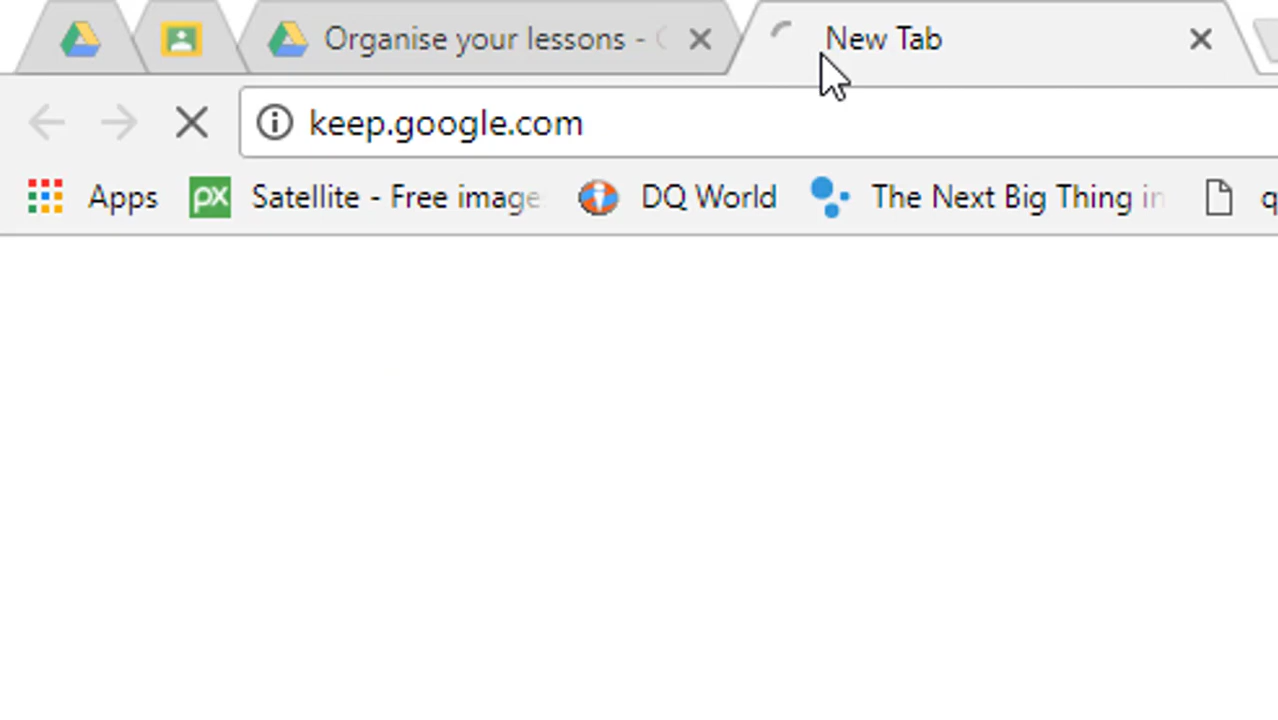 Organise your lessons - New Tab
keep.google.com
Apps px Satellite - Free image DQ World The Next Big Thing in q